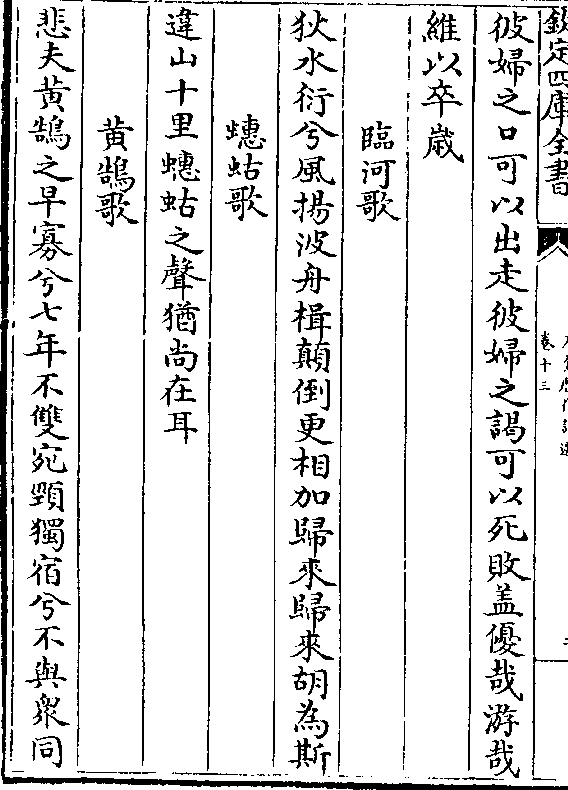 欽定四庫全書
卷十三
彼婦之口可以出走彼婦之謁可以死敗盖優哉游哉
維以卒歲
臨河歌
狄水衍兮風揚波舟楫顛倒更相加歸來歸來胡為斯
蟪蛄歌
違山十里蟪蛄之聲猶尚在耳
黃鵠歌
悲夫黃鵠之早寡兮七年不雙宛頸獨宿兮不與衆同